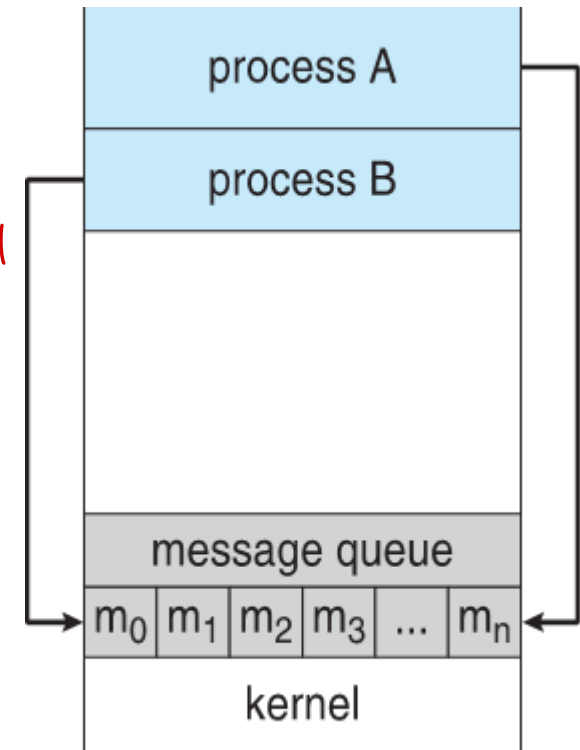 process A
process B
message queue
m₀ m₁ m₂ m₃ ... mₙ
kernel